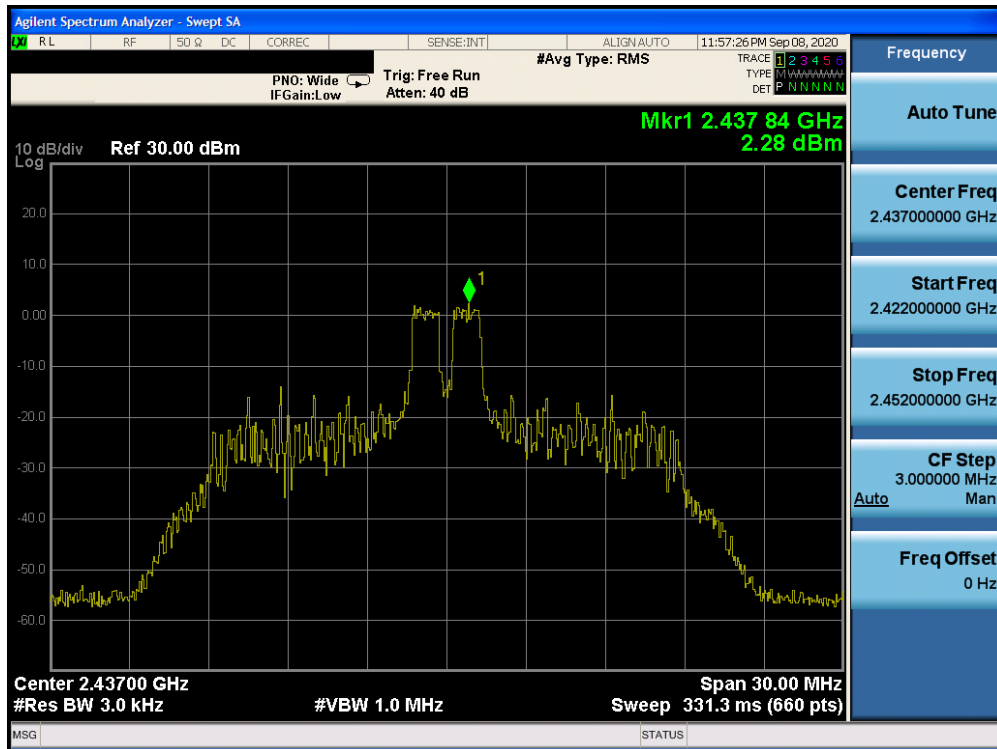 Agilent Spectrum Analyzer - Swept SA
LXI RL RF 50 Ω DC CORREC SENSE:INT ALIGN AUTO 11:57:26 PM Sep 08, 2020
PNO: Wide
IFGain:Low
Trig: Free Run
Atten: 40 dB
#Avg Type: RMS
TRACE 1 2 3 4 5 6
TYPE M
DET P N N N N N
Mkr1 2.437 84 GHz
2.28 dBm
10 dB/div
Log
Ref 30.00 dBm
20.0
10.0
0.00
-10.0
-20.0
-30.0
-40.0
-50.0
-60.0
1
Center 2.43700 GHz
#Res BW 3.0 kHz
#VBW 1.0 MHz
Span 30.00 MHz
Sweep 331.3 ms (660 pts)
MSG
STATUS
Frequency
Auto Tune
Center Freq
2.437000000 GHz
Start Freq
2.422000000 GHz
Stop Freq
2.452000000 GHz
CF Step
3.000000 MHz
Auto Man
Freq Offset
0 Hz